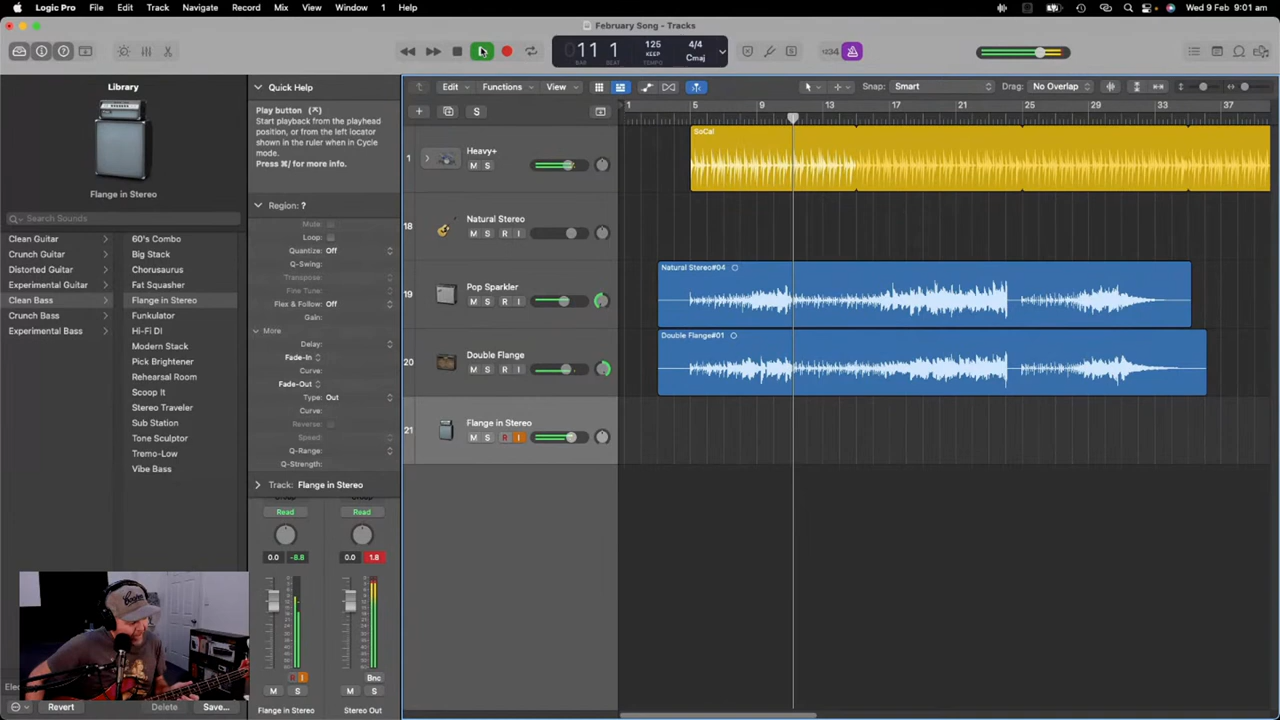 Logic Pro File Edit Track Navigate Record Mix View Window 1 Help
Wed 9 Feb 9:01 am
February Song - Tracks
11 1
BAR BEAT
125
KEEP
TEMPO
4/4
Cmaj
1234
Library
Flange in Stereo
Search Sounds
Clean Guitar
Crunch Guitar
Distorted Guitar
Experimental Guitar
Clean Bass
Crunch Bass
Experimental Bass
60's Combo
Big Stack
Chorusaurus
Fat Squasher
Flange in Stereo
Funkulator
Hi-Fi DI
Modern Stack
Pick Brightener
Rehearsal Room
Scoop It
Stereo Traveler
Sub Station
Tone Sculptor
Tremo-Low
Vibe Bass
Revert
Delete
Save...
Quick Help
Play button
Start playback from the playhead
position, or from the left locator
shown in the ruler when in Cycle
mode.
Press ⌘/ for more info.
Region: ?
Mute:
Loop:
Quantize: Off
Q-Swing:
Transpose:
Fine Tune:
Flex & Follow: Off
Gain:
More
Delay:
Fade-In
Curve:
Fade-Out
Type: Out
Curve:
Reverse:
Speed:
Q-Range:
Q-Strength:
Track: Flange in Stereo
Read Read
0.0 -8.8 0.0 1.8
R I Bnc
M S M S
Flange in Stereo Stereo Out
Edit Functions View
Snap: Smart
Drag: No Overlap
1 5 9 13 17 21 25 29 33 37
S
1 Heavy+
M S
SoCal
18 Natural Stereo
M S R I
19 Pop Sparkler
M S R I
Natural Stereo#04
20 Double Flange
M S R I
Double Flange#01
21 Flange in Stereo
M S R I